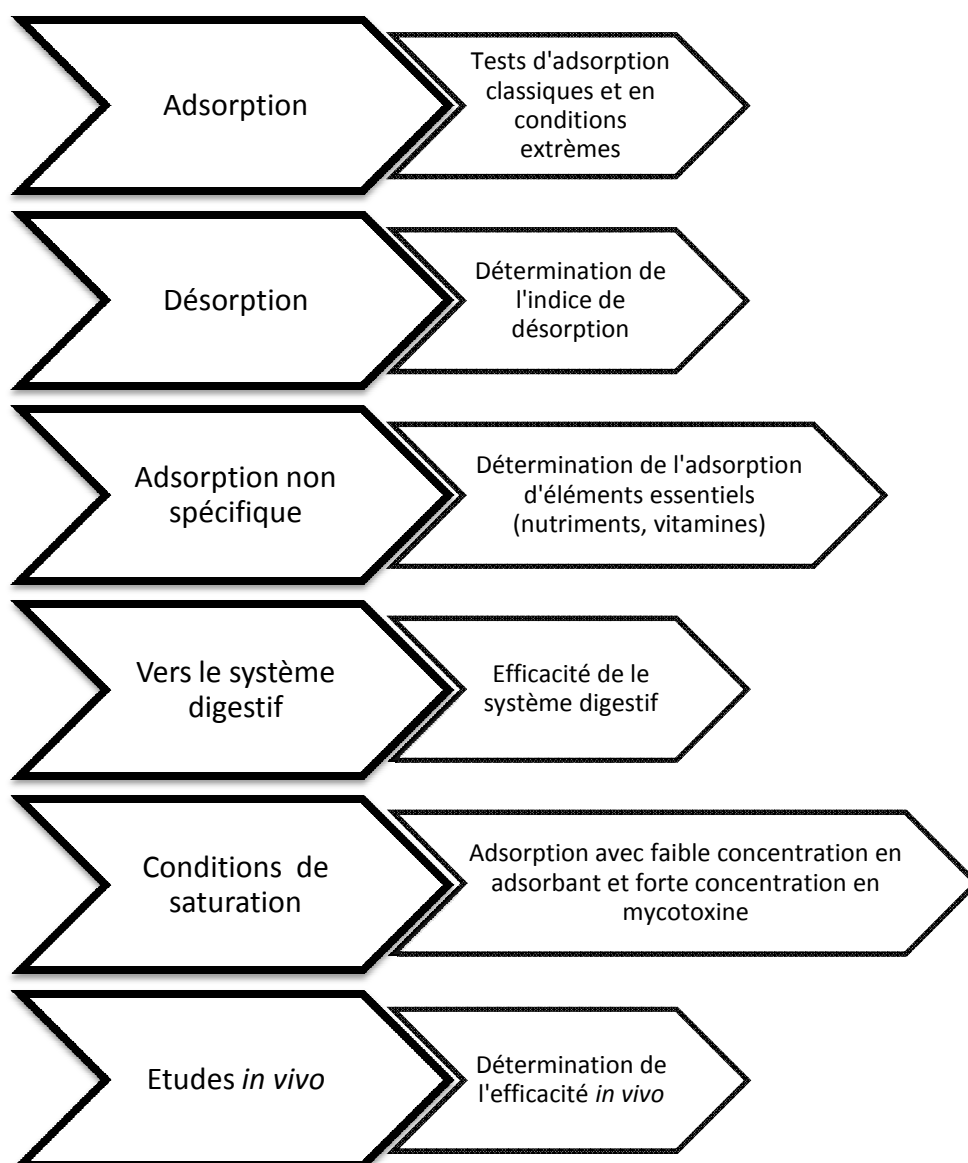 Adsorption
Tests d'adsorption
classiques et en
conditions
extrèmes
Désorption
Détermination de
l'indice de
désorption
Adsorption non
spécifique
Détermination de l'adsorption
d'éléments essentiels
(nutriments, vitamines)
Vers le système
digestif
Efficacité de le
système digestif
Conditions de
saturation
Adsorption avec faible concentration en
adsorbant et forte concentration en
mycotoxine
Etudes in vivo
Détermination de
l'efficacité in vivo